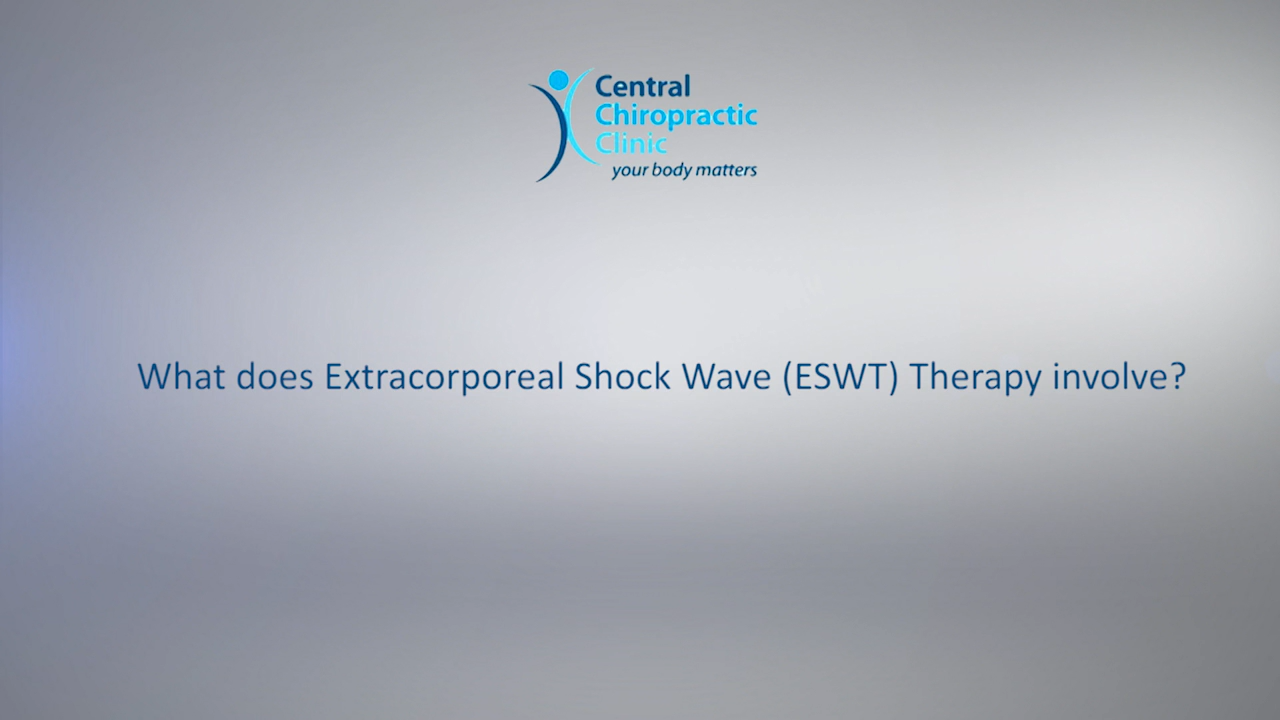 Central
Chiropractic
Clinic
your body matters
What does Extracorporeal Shock Wave (ESWT) Therapy involve?